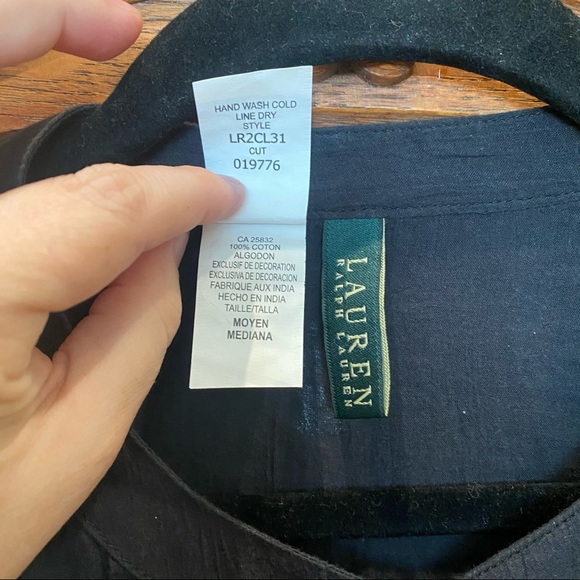 HAND WASH COLD
LINE DRY
STYLE
LR2CL31
CUT
019776
CA 25832
100% COTON
ALGODON
EXCLUSIF DE DECORATION
EXCLUSIVA DE DECORACION
FABRIQUE AUX INDIA
HECHO EN INDIA
TAILLE/TALLA
MOYEN
MEDIANA
LAUREN
RALPH LAUREN